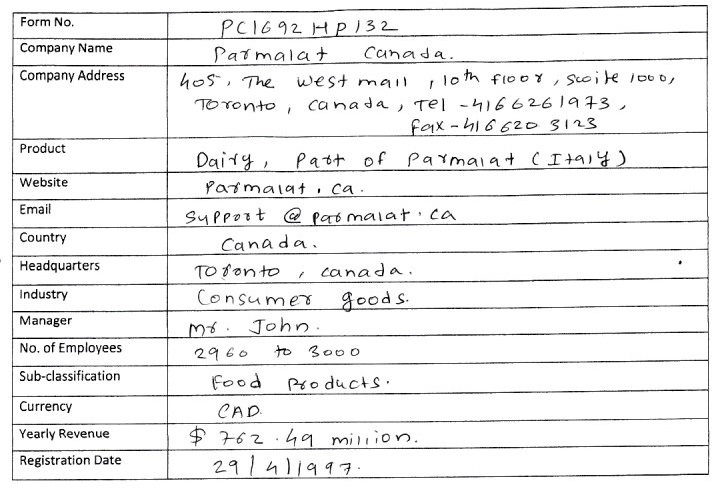 Form No. PC1692HP132
Company Name Parmalat Canada.
Company Address 405, The West mall, 10th floor, Suite 1000,
Toronto, Canada, Tel - 4166261973,
Fax - 416 620 3123
Product Dairy, Part of Parmalat (Italy)
Website Parmalat.ca.
Email Support @ parmalat.ca
Country Canada.
Headquarters Toronto, canada.
Industry Consumer goods.
Manager Mr. John.
No. of Employees 2960 to 3000
Sub-classification Food Products.
Currency CAD.
Yearly Revenue $ 762.49 million.
Registration Date 29/4/1997.